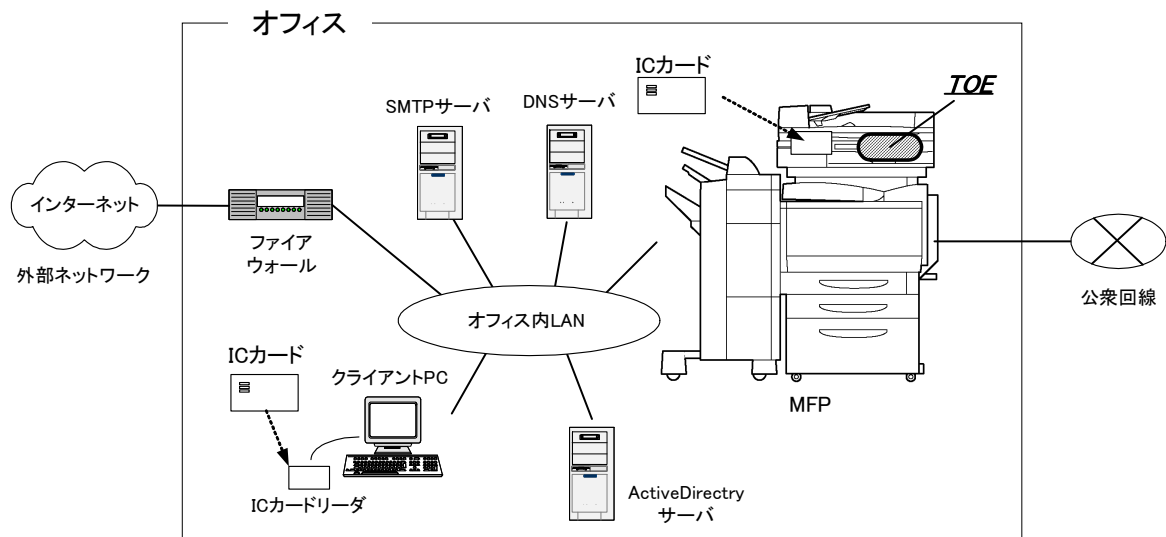 オフィス
ICカード
TOE
SMTPサーバ
DNSサーバ
インターネット
外部ネットワーク
ファイア
ウォール
オフィス内LAN
公衆回線
MFP
ICカード
クライアントPC
ICカードリーダ
ActiveDirectry
サーバ